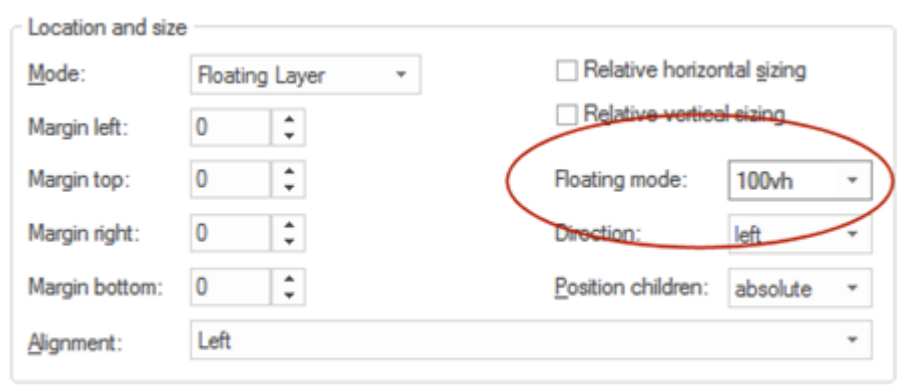 Location and size
Mode: Floating Layer Relative horizontal sizing
Relative vertical sizing
Margin left: 0
Margin top: 0 Floating mode: 100vh
Margin right: 0 Direction: left
Margin bottom: 0 Position children: absolute
Alignment: Left